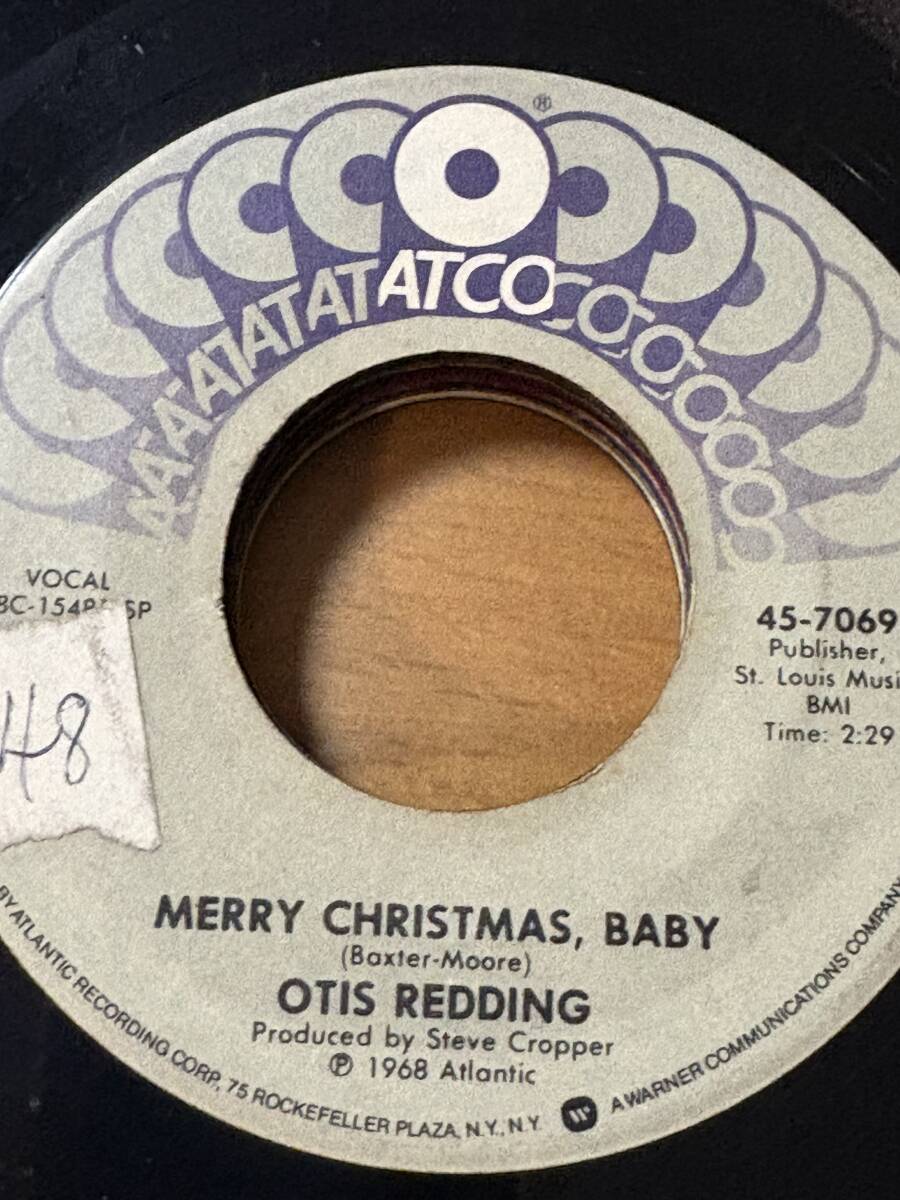 ®
ATCO
VOCAL
SP
48
45-7069
Publisher,
St. Louis Musi
BMI
Time: 2:29
MERRY CHRISTMAS, BABY
(Baxter-Moore)
OTIS REDDING
Produced by Steve Cropper
℗ 1968 Atlantic
BY ATLANTIC RECORDING CORP., 75 ROCKEFELLER PLAZA, N.Y., N.Y. A WARNER COMMUNICATIONS COMPANY